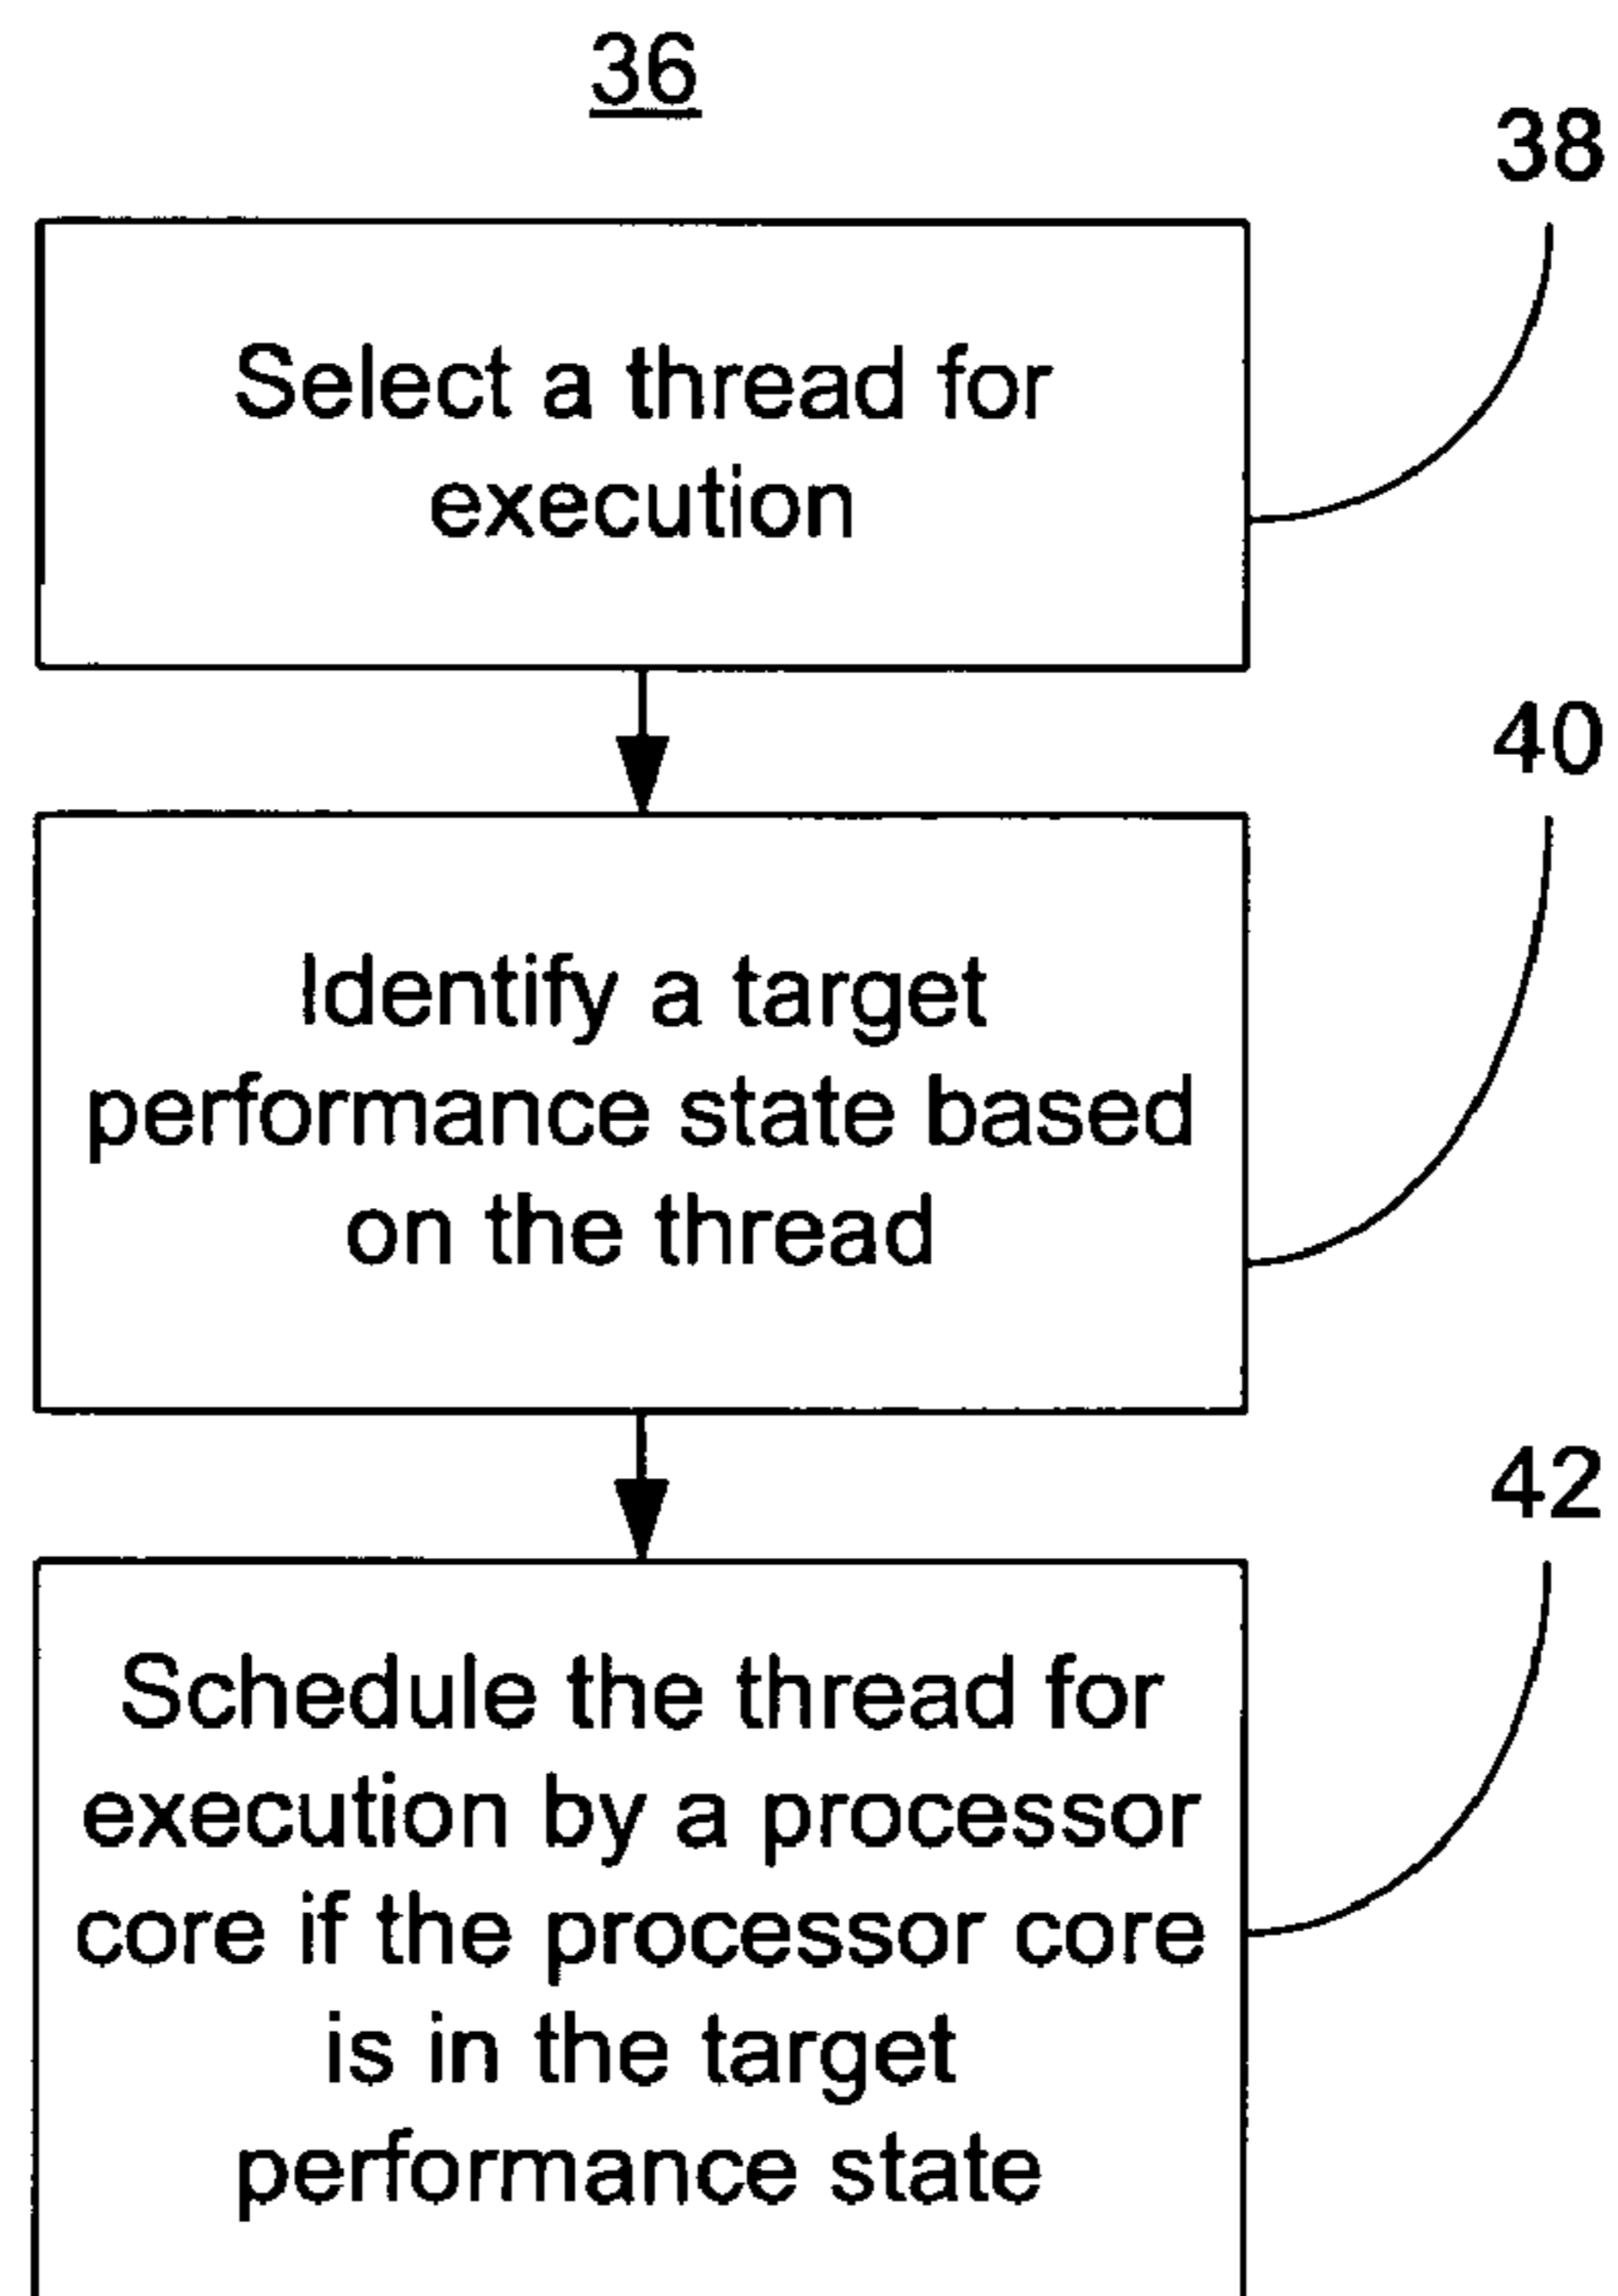 36
38
Select a thread for
execution
40
Identify a target
performance state based
on the thread
42
Schedule the thread for
execution by a processor
core if the processor core
is in the target
performance state